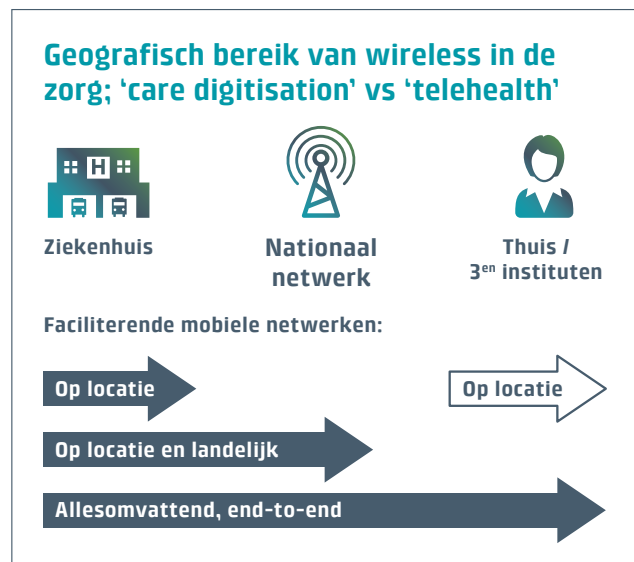 Geografisch bereik van wireless in de
zorg; ‘care digitisation’ vs ‘telehealth’
H
Ziekenhuis
Nationaal
netwerk
Thuis /
3en instituten
Faciliterende mobiele netwerken:
Op locatie
Op locatie
Op locatie en landelijk
Allesomvattend, end-to-end